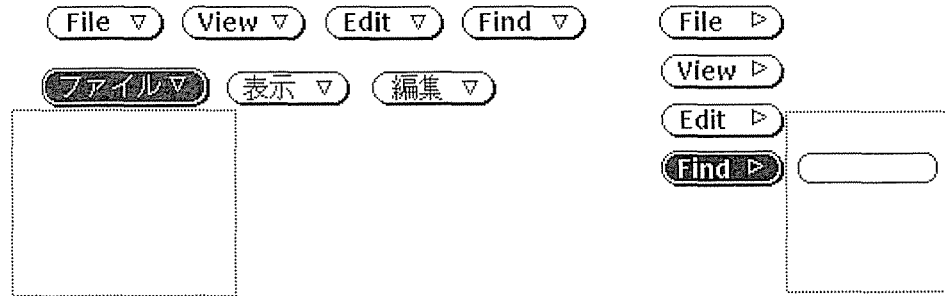 File ▽ View ▽ Edit ▽ Find ▽
ファイル ▽ 表示 ▽ 編集 ▽
File ▷
View ▷
Edit ▷
Find ▷